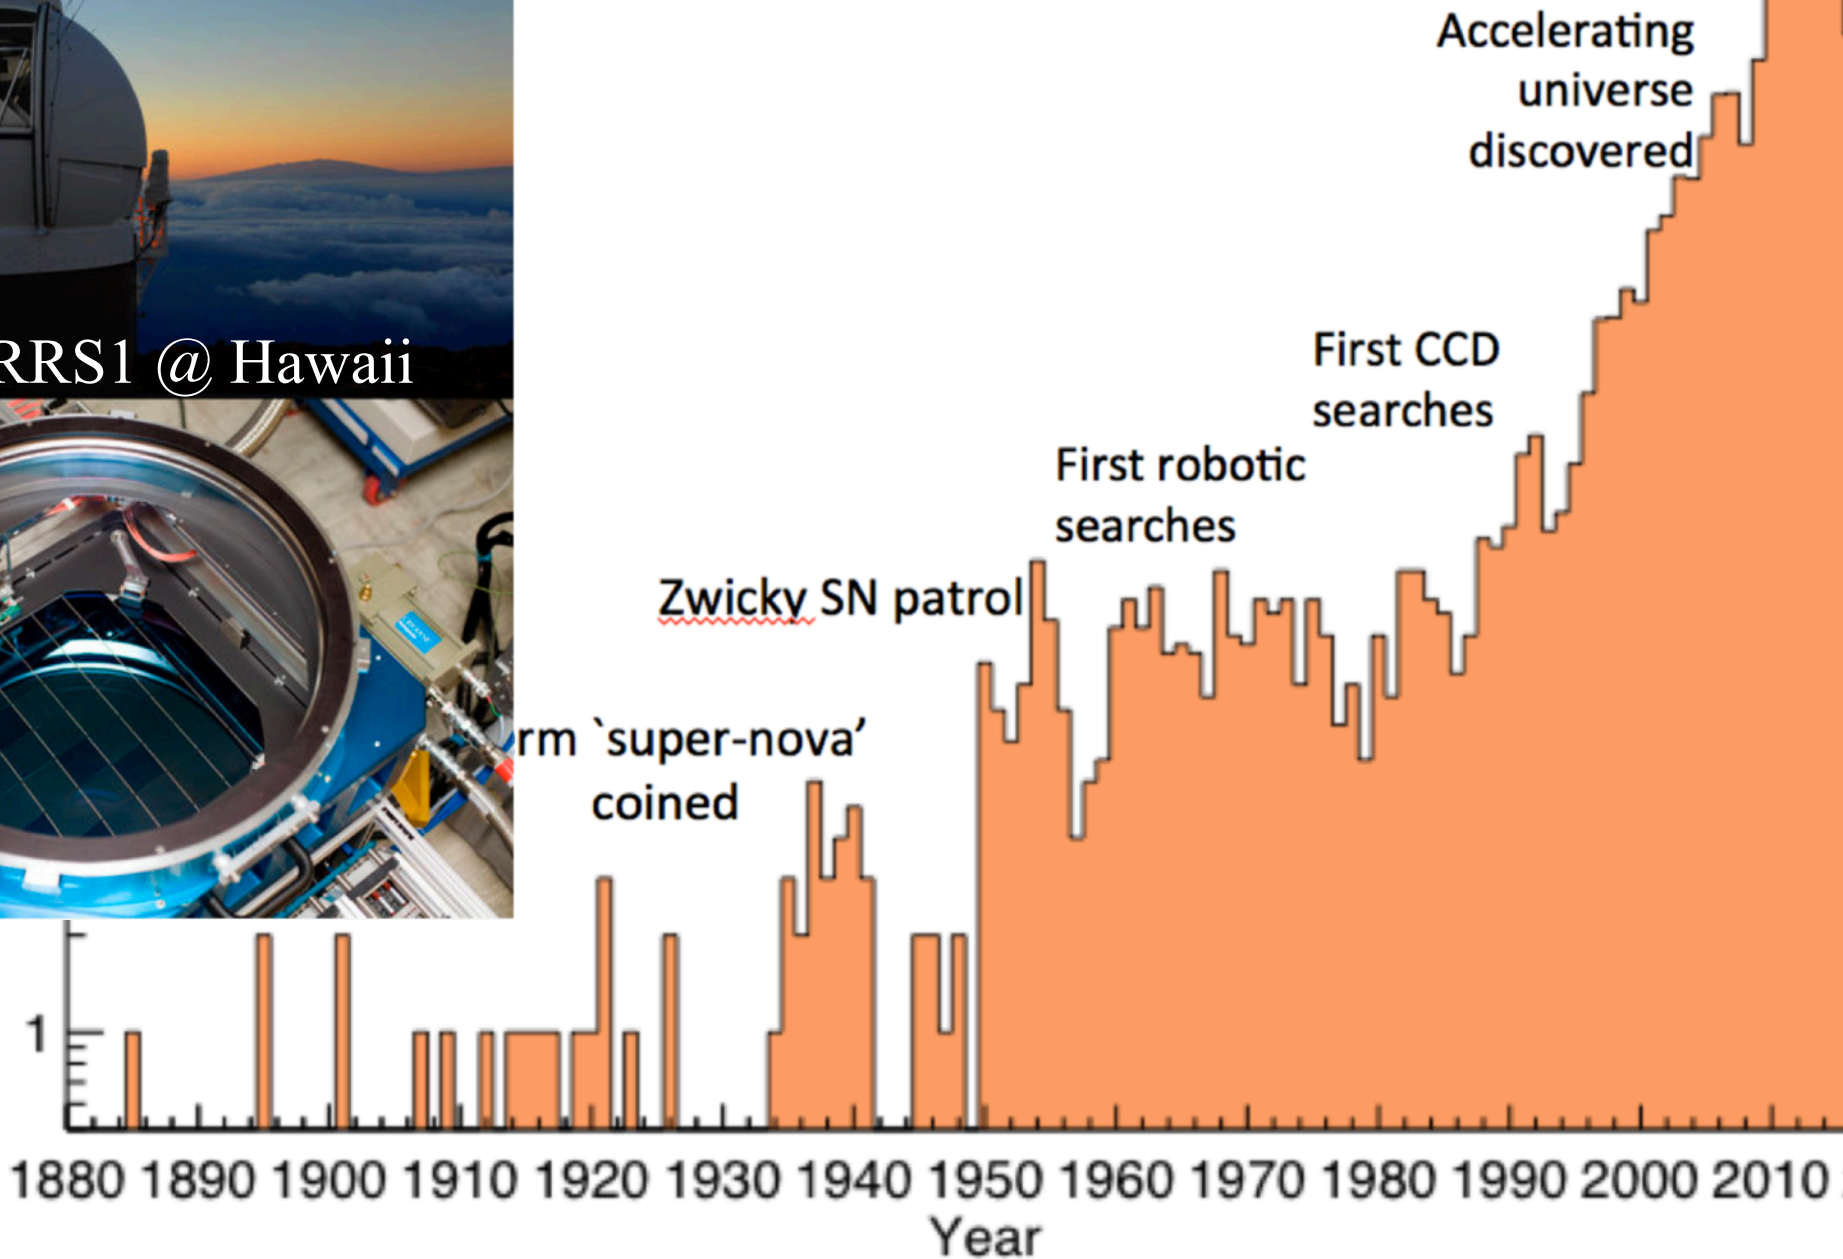 Accelerating
universe
discovered
RRS1 @ Hawaii
First CCD
searches
First robotic
searches
Zwicky SN patrol
rm `super-nova’
coined
1
1880 1890 1900 1910 1920 1930 1940 1950 1960 1970 1980 1990 2000 2010
Year